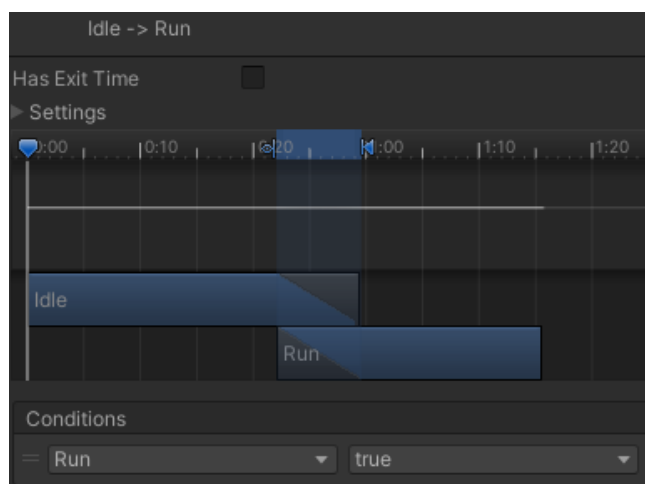 Idle -> Run
Has Exit Time
Settings
0:00 0:10 0:20 1:00 1:10 1:20
Idle
Run
Conditions
Run true